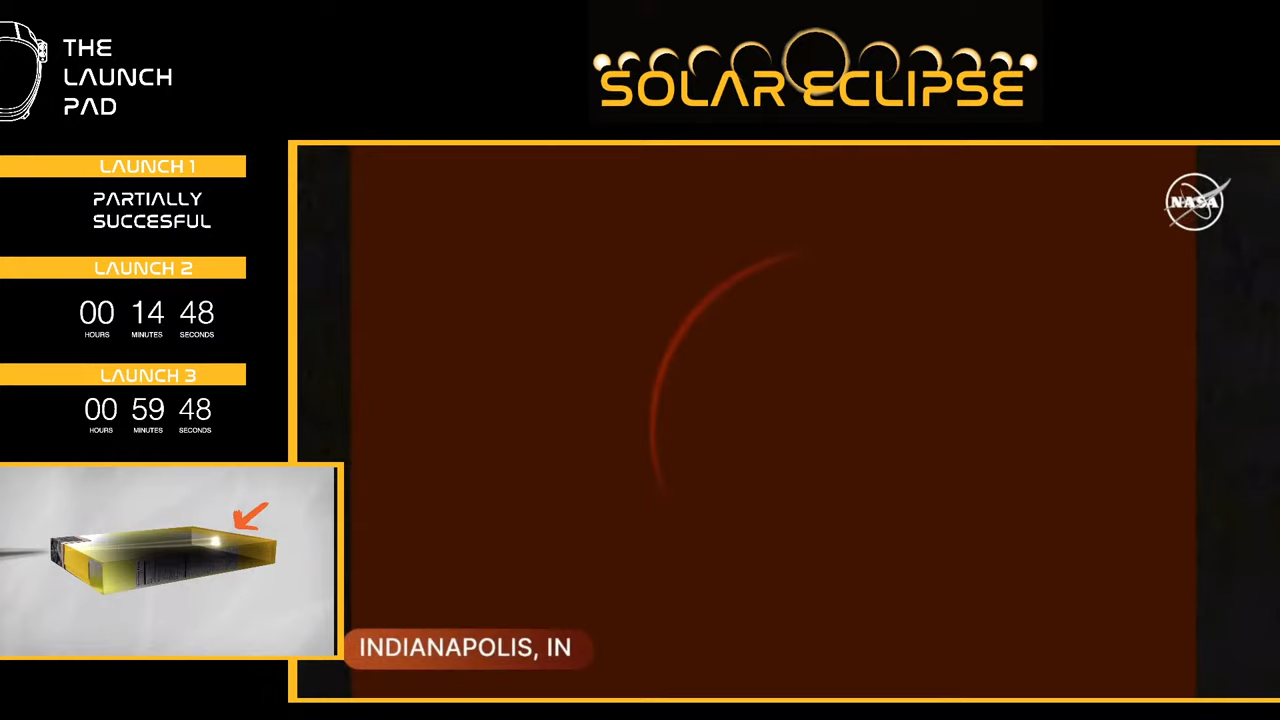 THE
LAUNCH
PAD
SOLAR ECLIPSE
LAUNCH 1
PARTIALLY
SUCCESFUL
LAUNCH 2
00 14 48
HOURS MINUTES SECONDS
LAUNCH 3
00 59 48
HOURS MINUTES SECONDS
NASA
INDIANAPOLIS, IN